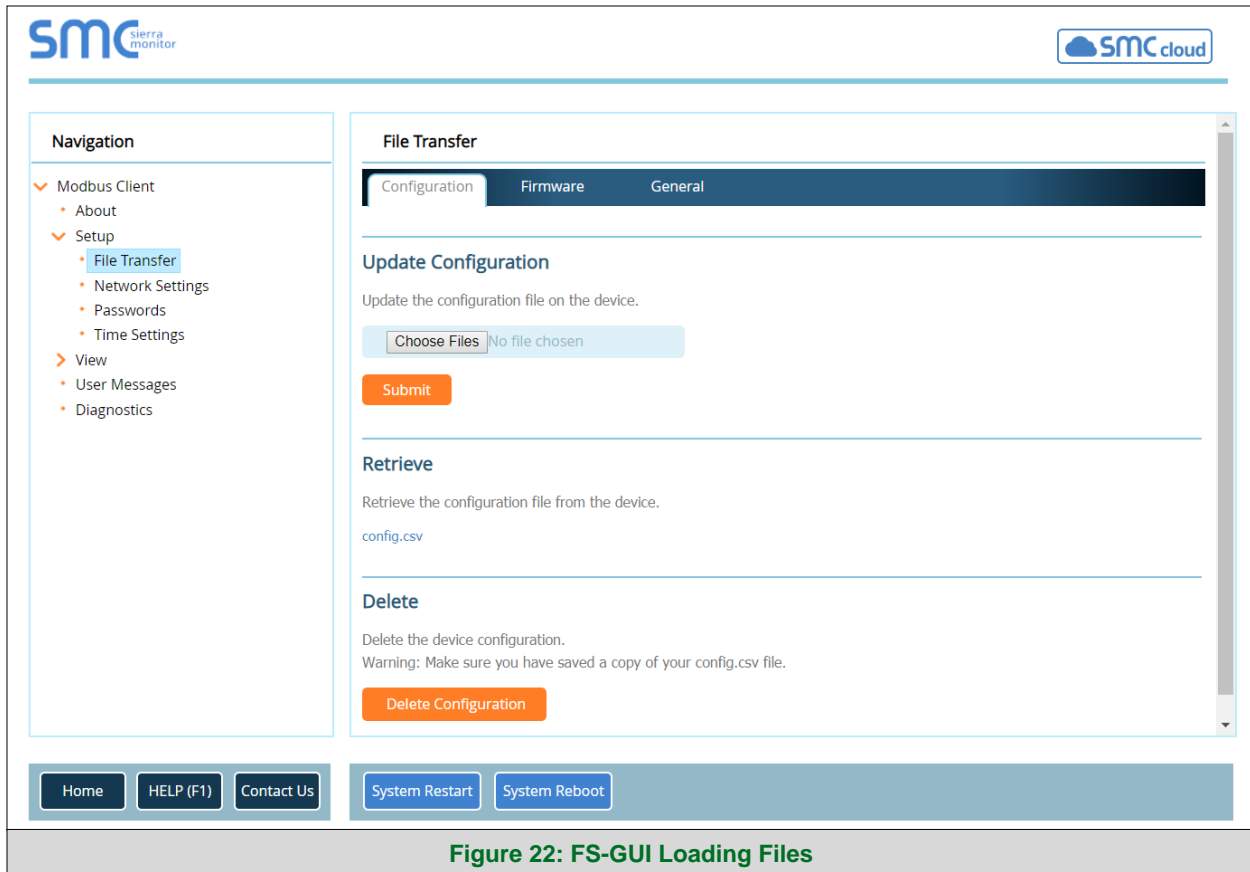 SMC sierra monitor
SMC cloud
Navigation
Modbus Client
About
Setup
File Transfer
Network Settings
Passwords
Time Settings
View
User Messages
Diagnostics
File Transfer
Configuration Firmware General
Update Configuration
Update the configuration file on the device.
Choose Files No file chosen
Submit
Retrieve
Retrieve the configuration file from the device.
config.csv
Delete
Delete the device configuration.
Warning: Make sure you have saved a copy of your config.csv file.
Delete Configuration
Home HELP (F1) Contact Us System Restart System Reboot
Figure 22: FS-GUI Loading Files